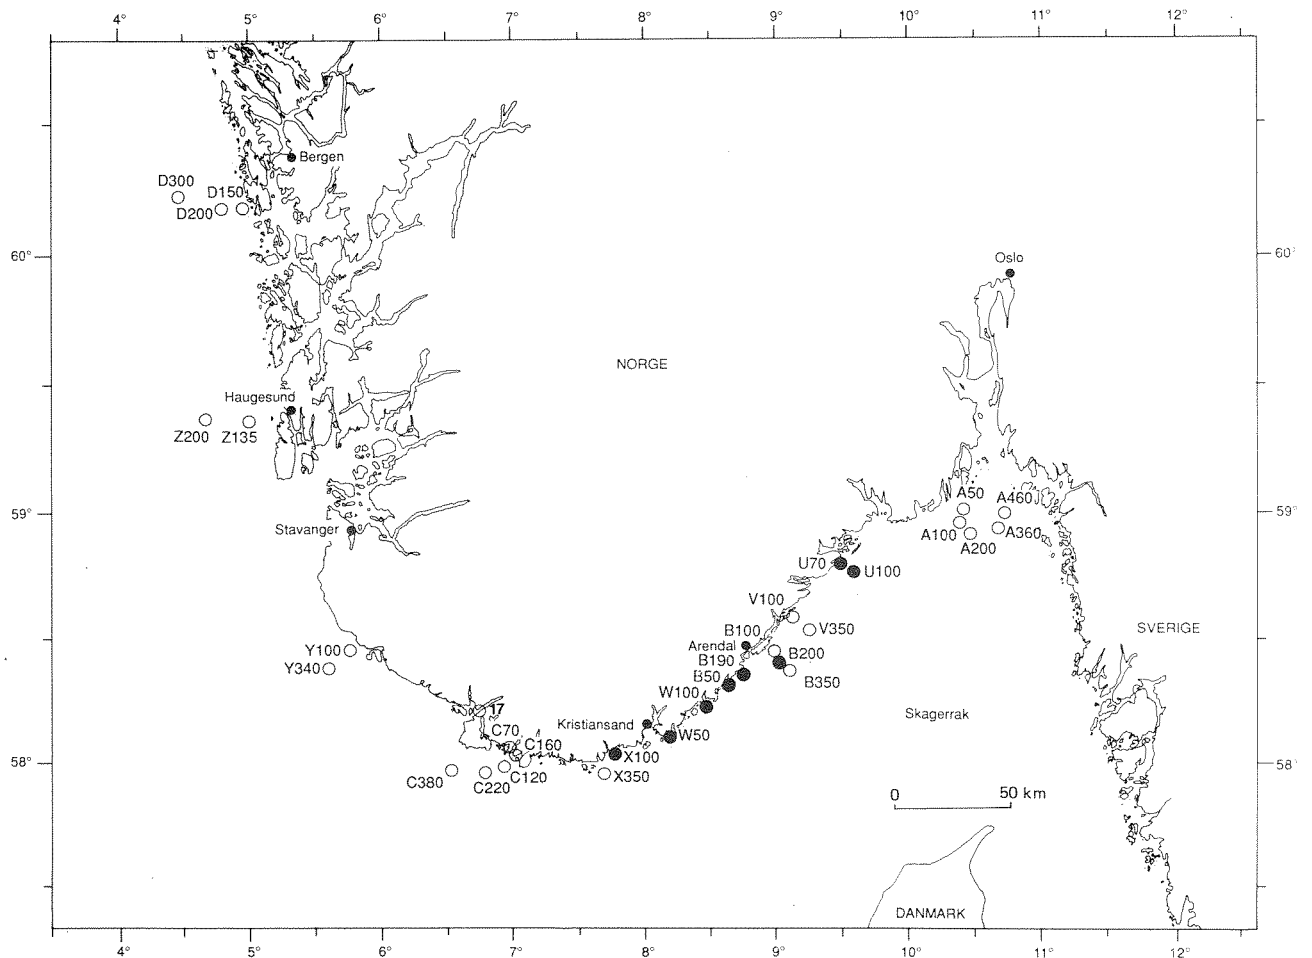 4° 5° 6° 7° 8° 9° 10° 11° 12°
Bergen
D300
D150
D200
60°
60°
Oslo
NORGE
Haugesund
Z200 Z135
A50
A460
59°
59°
Stavanger
A100
A360
A200
U70
U100
V100
V350
SVERIGE
B100
Arendal
Y100
B200
B190
Y340
B50
B350
W100
17
Skagerrak
C70
Kristiansand
W50
C160
X100
58°
58°
C380
C120
X350
C220
0 50 km
DANMARK
4° 5° 6° 7° 8° 9° 10° 11° 12°